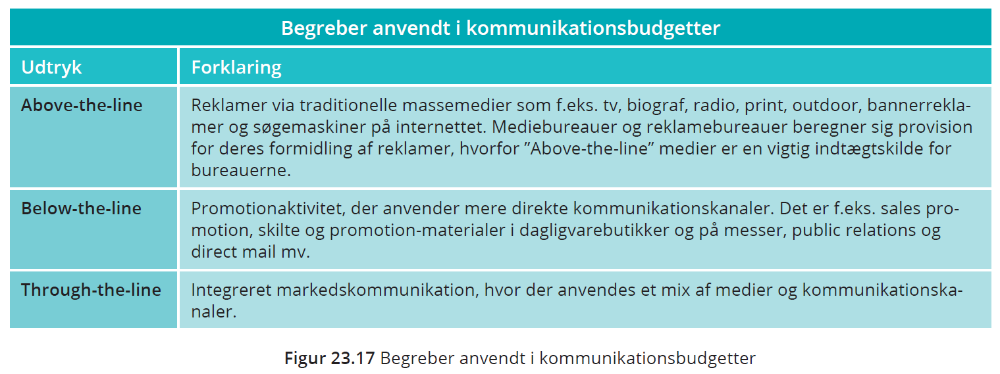 Begreber anvendt i kommunikationsbudgetter
Udtryk
Forklaring
Above-the-line
Reklamer via traditionelle massemedier som f.eks. tv, biograf, radio, print, outdoor, bannerrekla-
mer og søgemaskiner på internettet. Mediebureauer og reklamebureauer beregner sig provision
for deres formidling af reklamer, hvorfor ”Above-the-line” medier er en vigtig indtægtskilde for
bureauerne.
Below-the-line
Promotionaktivitet, der anvender mere direkte kommunikationskanaler. Det er f.eks. sales pro-
motion, skilte og promotion-materialer i dagligvarebutikker og på messer, public relations og
direct mail mv.
Through-the-line
Integreret markedskommunikation, hvor der anvendes et mix af medier og kommunikationska-
naler.
Figur 23.17 Begreber anvendt i kommunikationsbudgetter